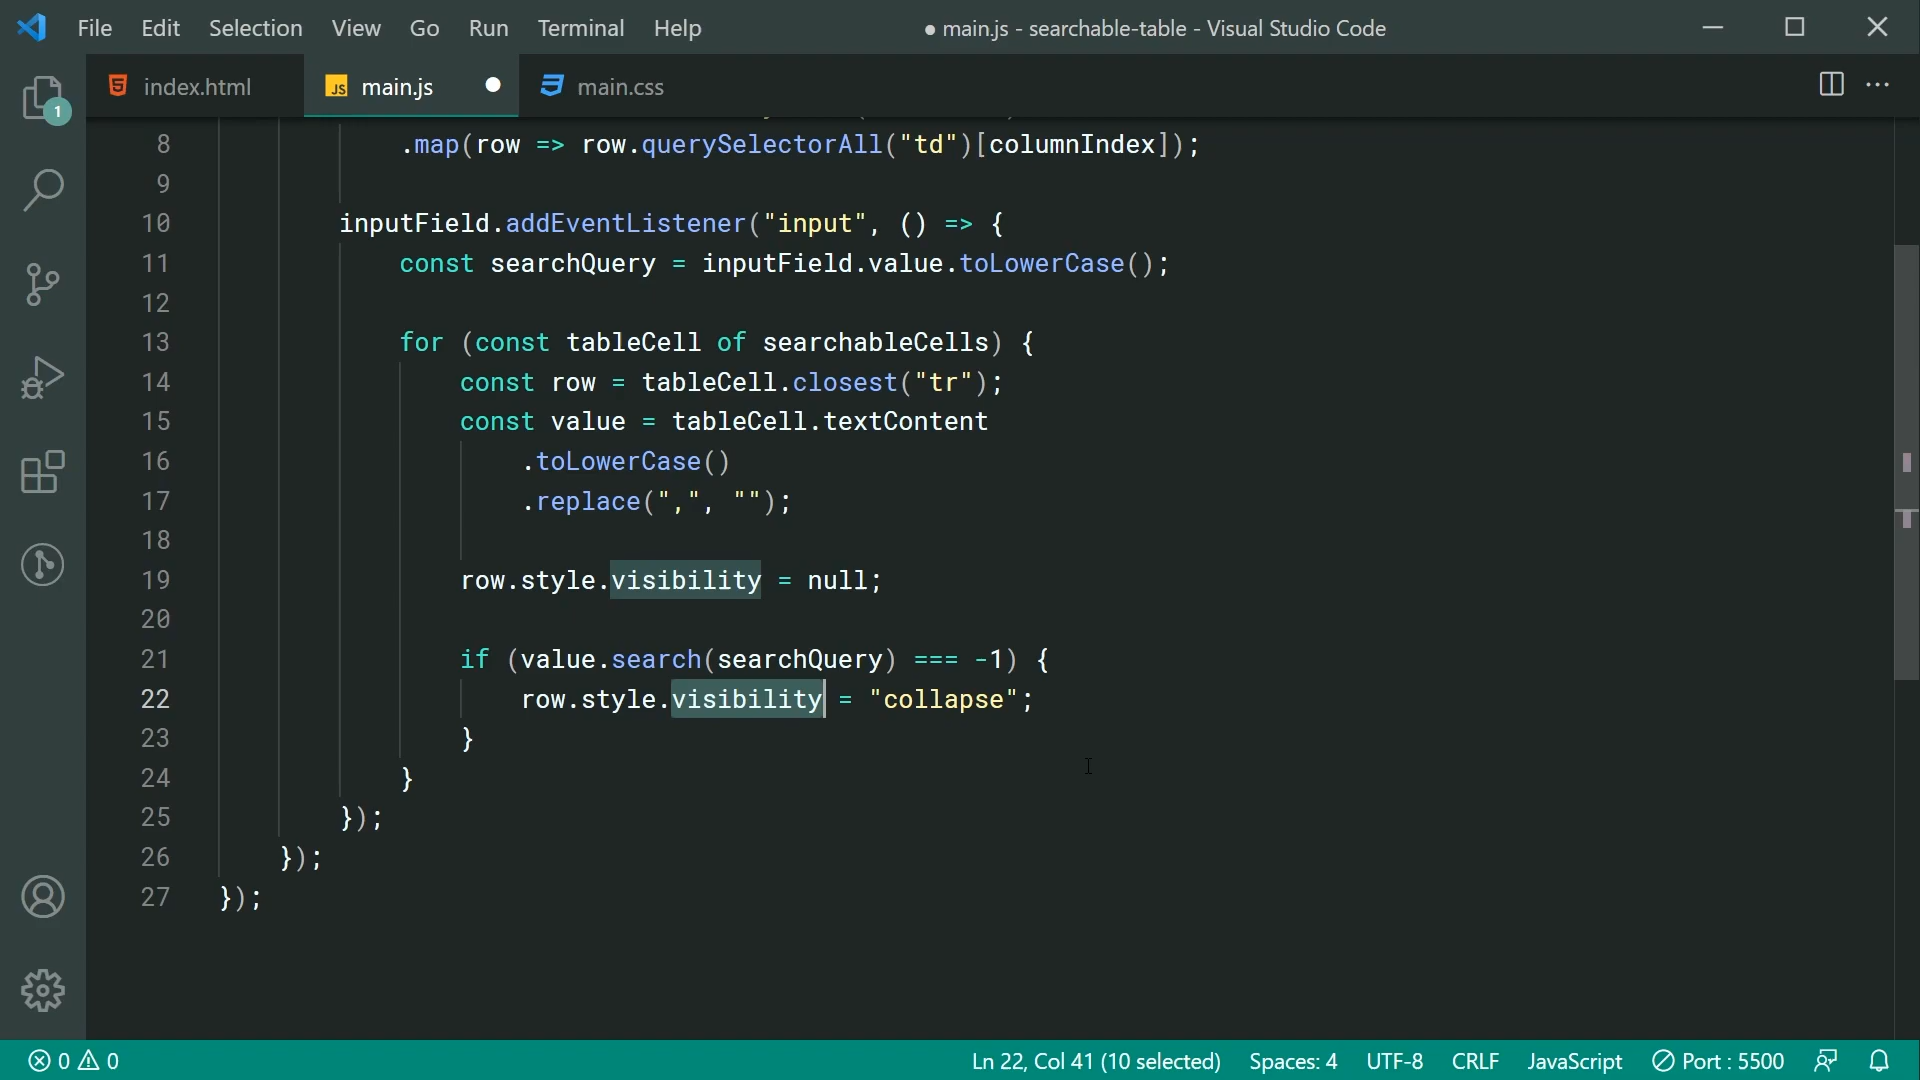 File Edit Selection View Go Run Terminal Help ● main.js - searchable-table - Visual Studio Code
index.html JS main.js main.css
1
8 .map(row => row.querySelectorAll("td")[columnIndex]);
9
10 inputField.addEventListener("input", () => {
11 const searchQuery = inputField.value.toLowerCase();
12
13 for (const tableCell of searchableCells) {
14 const row = tableCell.closest("tr");
15 const value = tableCell.textContent
16 .toLowerCase()
17 .replace(",", "");
18
19 row.style.visibility = null;
20
21 if (value.search(searchQuery) === -1) {
22 row.style.visibility = "collapse";
23 }
24 }
25 });
26 });
27 });
0 0 Ln 22, Col 41 (10 selected) Spaces: 4 UTF-8 CRLF JavaScript Port : 5500